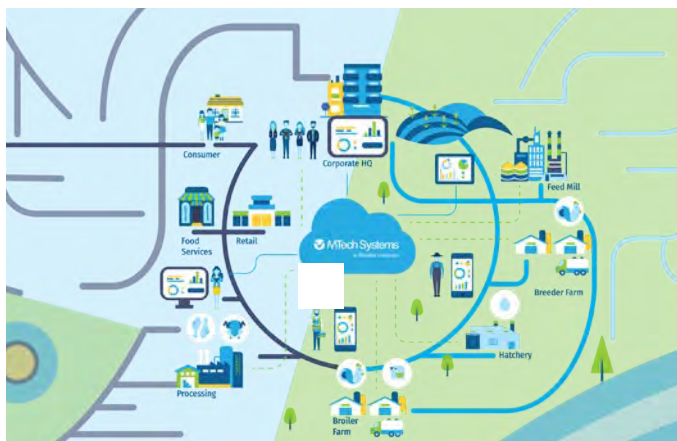 Consumer
Corporate HQ
Feed Mill
Food
Services
Retail
MTech Systems
Breeder Farm
Hatchery
Processing
Broiler
Farm